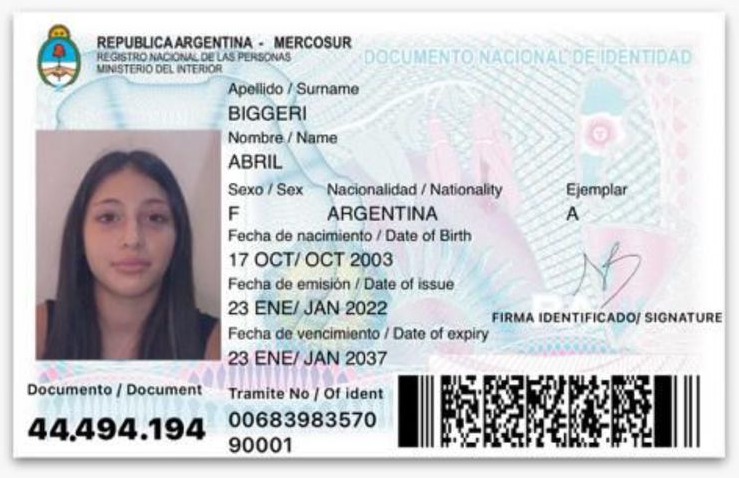 REPUBLICA ARGENTINA - MERCOSUR
REGISTRO NACIONAL DE LAS PERSONAS
MINISTERIO DEL INTERIOR
DOCUMENTO NACIONAL DE IDENTIDAD
Apellido / Surname
BIGGERI
Nombre / Name
ABRIL
Sexo / Sex Nacionalidad / Nationality Ejemplar
F ARGENTINA A
Fecha de nacimiento / Date of Birth
17 OCT/ OCT 2003
Fecha de emisión / Date of issue
23 ENE/ JAN 2022
FIRMA IDENTIFICADO/ SIGNATURE
Fecha de vencimiento / Date of expiry
23 ENE/ JAN 2037
Documento / Document
44.494.194
Tramite No / Of ident
00683983570
90001